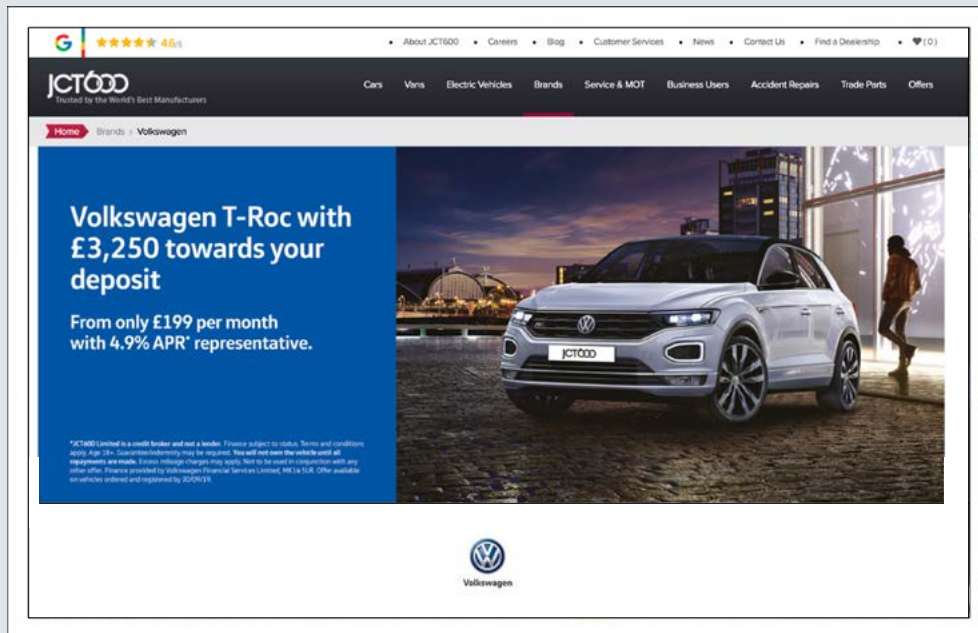 G ★★★★★ 4.6/5
• About JCT600 • Careers • Blog • Customer Services • News • Contact Us • Find a Dealership • ♥ (0)
JCT600
Trusted by the World's Best Manufacturers
Cars Vans Electric Vehicles Brands Service & MOT Business Users Accident Repairs Trade Parts Offers
Home Brands > Volkswagen
Volkswagen T-Roc with
£3,250 towards your
deposit
From only £199 per month
with 4.9% APR* representative.
*JCT600 Limited is a credit broker and not a lender. Finance subject to status. Terms and conditions
apply. Age 18+. Guarantee/indemnity may be required. You will not own the vehicle until all
repayments are made. Excess mileage charges may apply. Not to be used in conjunction with any
other offer. Finance provided by Volkswagen Financial Services Limited, MK14 5LR. Offer available
on vehicles ordered and registered by 30/09/19.
JCT600
Volkswagen